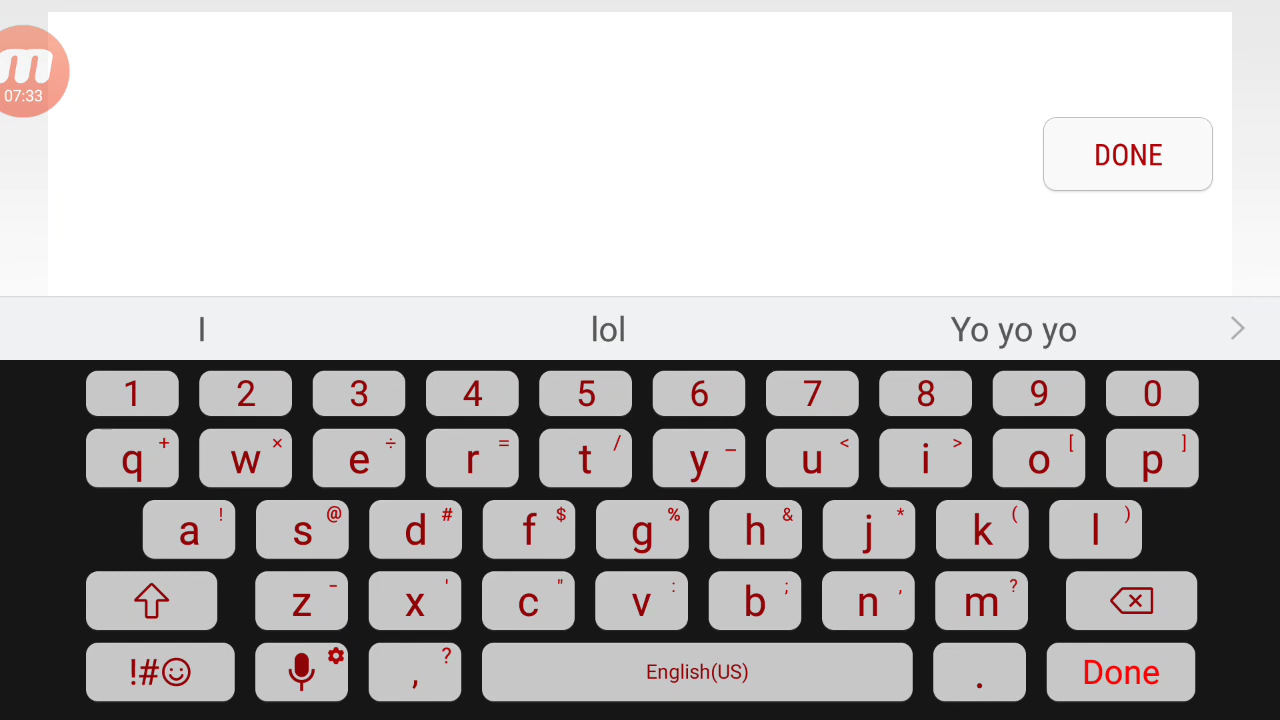 m
07:33
DONE
I lol Yo yo yo
1 2 3 4 5 6 7 8 9 0
q + w × e ÷ r = t / y _ u < i > o [ p ]
a ! s @ d # f $ g % h & j * k ( l )
z - x ' c " v : b ; n , m ?
!#☺ , ? English(US) . Done